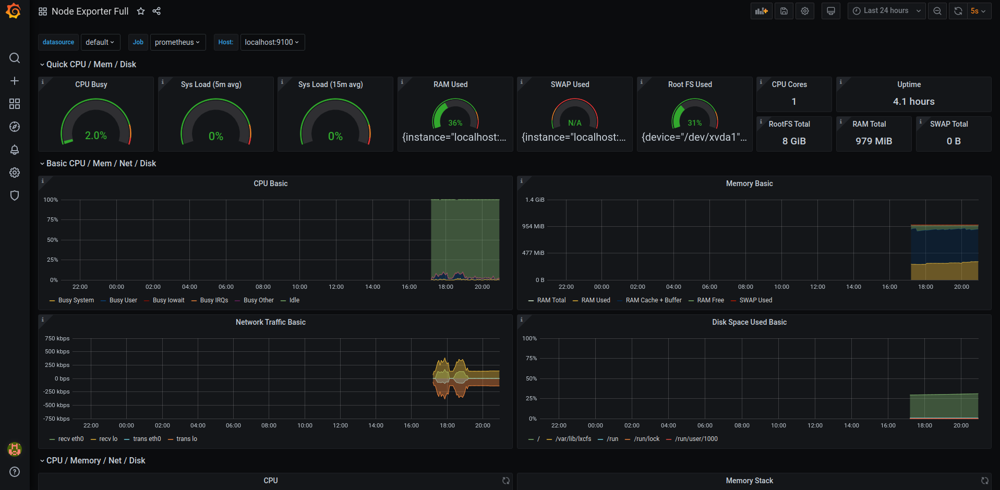 Node Exporter Full
Last 24 hours
5s
datasource default Job prometheus Host: localhost:9100
Quick CPU / Mem / Disk
CPU Busy
2.0%
Sys Load (5m avg)
0%
Sys Load (15m avg)
0%
RAM Used
36%
{instance="localhost:...
SWAP Used
N/A
{instance="localhost:...
Root FS Used
31%
{device="/dev/xvda1"...
CPU Cores
1
Uptime
4.1 hours
RootFS Total
8 GiB
RAM Total
979 MiB
SWAP Total
0 B
Basic CPU / Mem / Net / Disk
CPU Basic
100%
75%
50%
25%
0%
22:00 00:00 02:00 04:00 06:00 08:00 10:00 12:00 14:00 16:00 18:00 20:00
Busy System Busy User Busy Iowait Busy IRQs Busy Other Idle
Memory Basic
1.4 GiB
954 MiB
477 MiB
0 B
22:00 00:00 02:00 04:00 06:00 08:00 10:00 12:00 14:00 16:00 18:00 20:00
RAM Total RAM Used RAM Cache + Buffer RAM Free SWAP Used
Network Traffic Basic
750 kbps
500 kbps
250 kbps
0 bps
-250 kbps
-500 kbps
-750 kbps
22:00 00:00 02:00 04:00 06:00 08:00 10:00 12:00 14:00 16:00 18:00 20:00
recv eth0 recv lo trans eth0 trans lo
Disk Space Used Basic
100%
75%
50%
25%
0%
22:00 00:00 02:00 04:00 06:00 08:00 10:00 12:00 14:00 16:00 18:00 20:00
/ /var/lib/lxcfs /run /run/lock /run/user/1000
CPU / Memory / Net / Disk
CPU
Memory Stack